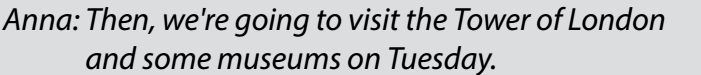 Anna: Then, we're going to visit the Tower of London
and some museums on Tuesday.